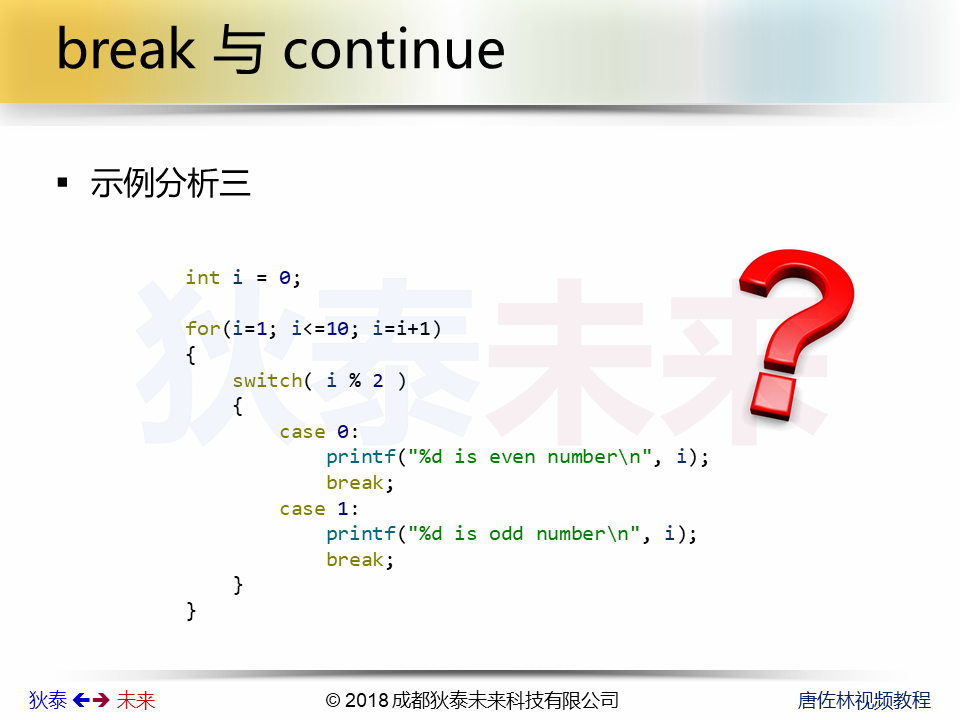 break 与 continue
▪ 示例分析三
int i = 0;
for(i=1; i<=10; i=i+1)
{
    switch( i % 2 )
    {
        case 0:
            printf("%d is even number\n", i);
            break;
        case 1:
            printf("%d is odd number\n", i);
            break;
    }
}
狄泰未来
狄泰 未来
© 2018 成都狄泰未来科技有限公司
唐佐林视频教程